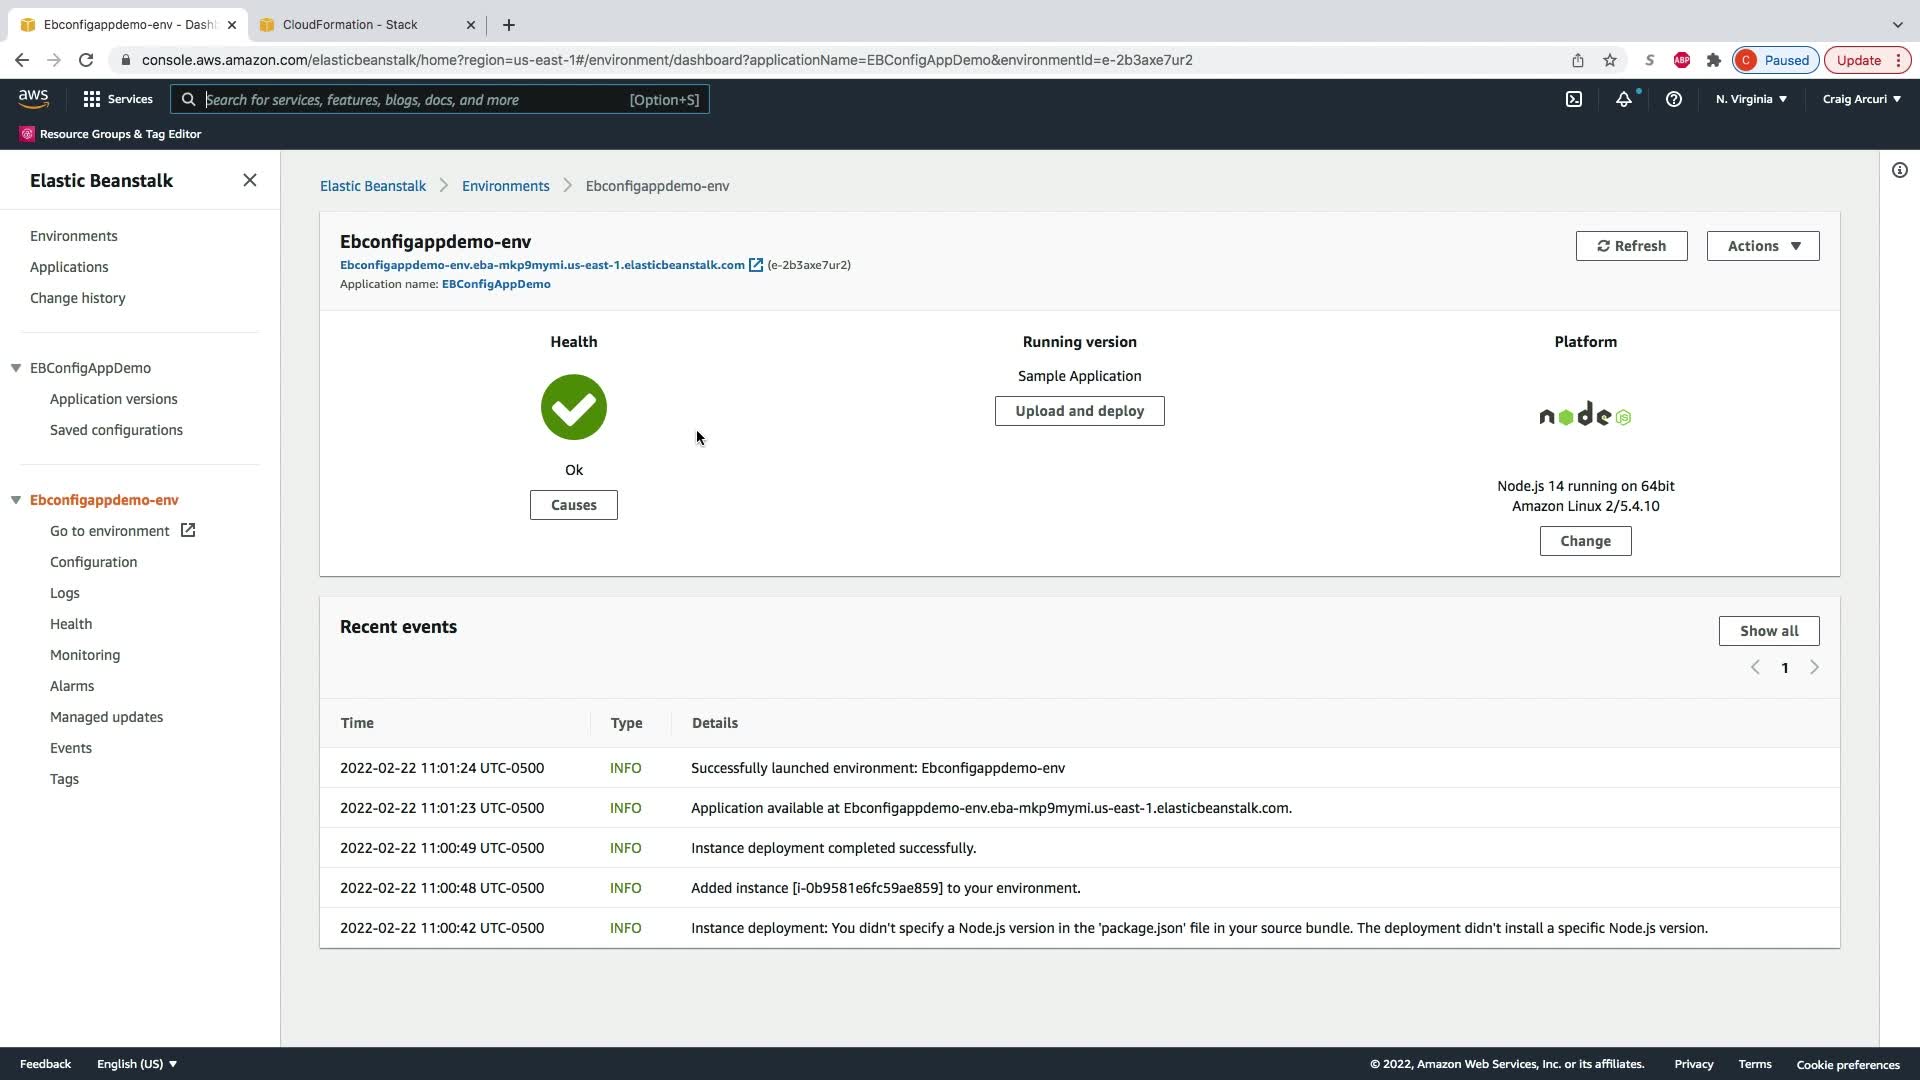 Ebconfigappdemo-env - Dash
CloudFormation - Stack
console.aws.amazon.com/elasticbeanstalk/home?region=us-east-1#/environment/dashboard?applicationName=EBConfigAppDemo&environmentId=e-2b3axe7ur2
S
ABP
C Paused
Update
aws
Services
Search for services, features, blogs, docs, and more [Option+S]
N. Virginia
Craig Arcuri
Resource Groups & Tag Editor
Elastic Beanstalk
Environments
Applications
Change history
EBConfigAppDemo
Application versions
Saved configurations
Ebconfigappdemo-env
Go to environment
Configuration
Logs
Health
Monitoring
Alarms
Managed updates
Events
Tags
Elastic Beanstalk > Environments > Ebconfigappdemo-env
Ebconfigappdemo-env
Ebconfigappdemo-env.eba-mkp9mymi.us-east-1.elasticbeanstalk.com (e-2b3axe7ur2)
Application name: EBConfigAppDemo
Refresh
Actions
Health
Ok
Causes
Running version
Sample Application
Upload and deploy
Platform
node JS
Node.js 14 running on 64bit
Amazon Linux 2/5.4.10
Change
Recent events
Show all
1
Time Type Details
2022-02-22 11:01:24 UTC-0500 INFO Successfully launched environment: Ebconfigappdemo-env
2022-02-22 11:01:23 UTC-0500 INFO Application available at Ebconfigappdemo-env.eba-mkp9mymi.us-east-1.elasticbeanstalk.com.
2022-02-22 11:00:49 UTC-0500 INFO Instance deployment completed successfully.
2022-02-22 11:00:48 UTC-0500 INFO Added instance [i-0b9581e6fc59ae859] to your environment.
2022-02-22 11:00:42 UTC-0500 INFO Instance deployment: You didn't specify a Node.js version in the 'package.json' file in your source bundle. The deployment didn't install a specific Node.js version.
Feedback English (US)
© 2022, Amazon Web Services, Inc. or its affiliates. Privacy Terms Cookie preferences